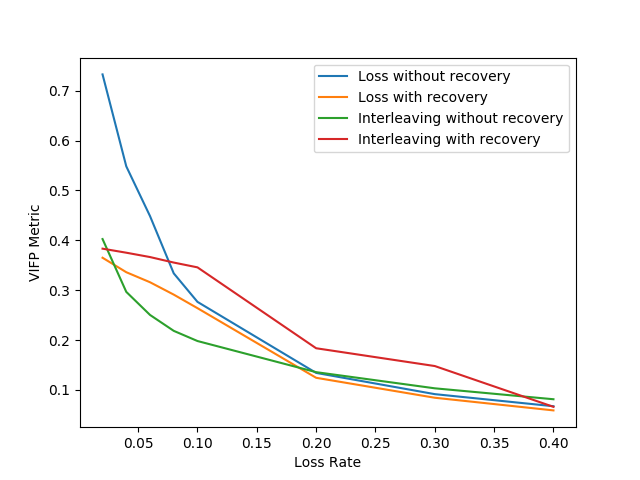 Loss without recovery
Loss with recovery
Interleaving without recovery
Interleaving with recovery
VIFP Metric
0.7
0.6
0.5
0.4
0.3
0.2
0.1
0.05 0.10 0.15 0.20 0.25 0.30 0.35 0.40
Loss Rate